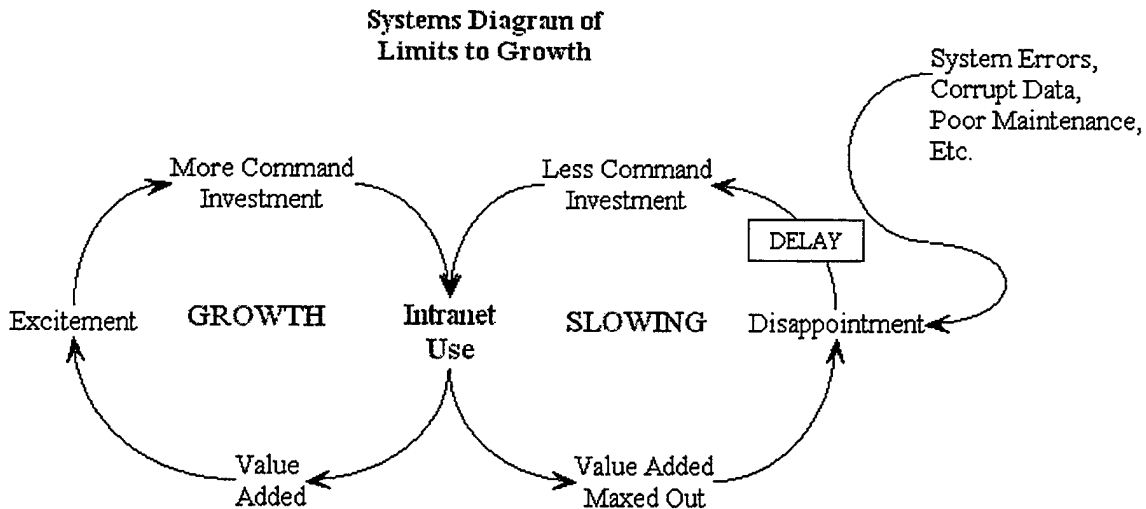 Systems Diagram of
Limits to Growth
System Errors,
Corrupt Data,
Poor Maintenance,
Etc.
More Command
Investment
Less Command
Investment
DELAY
Excitement
GROWTH
Intranet
Use
SLOWING
Disappointment
Value
Added
Value Added
Maxed Out